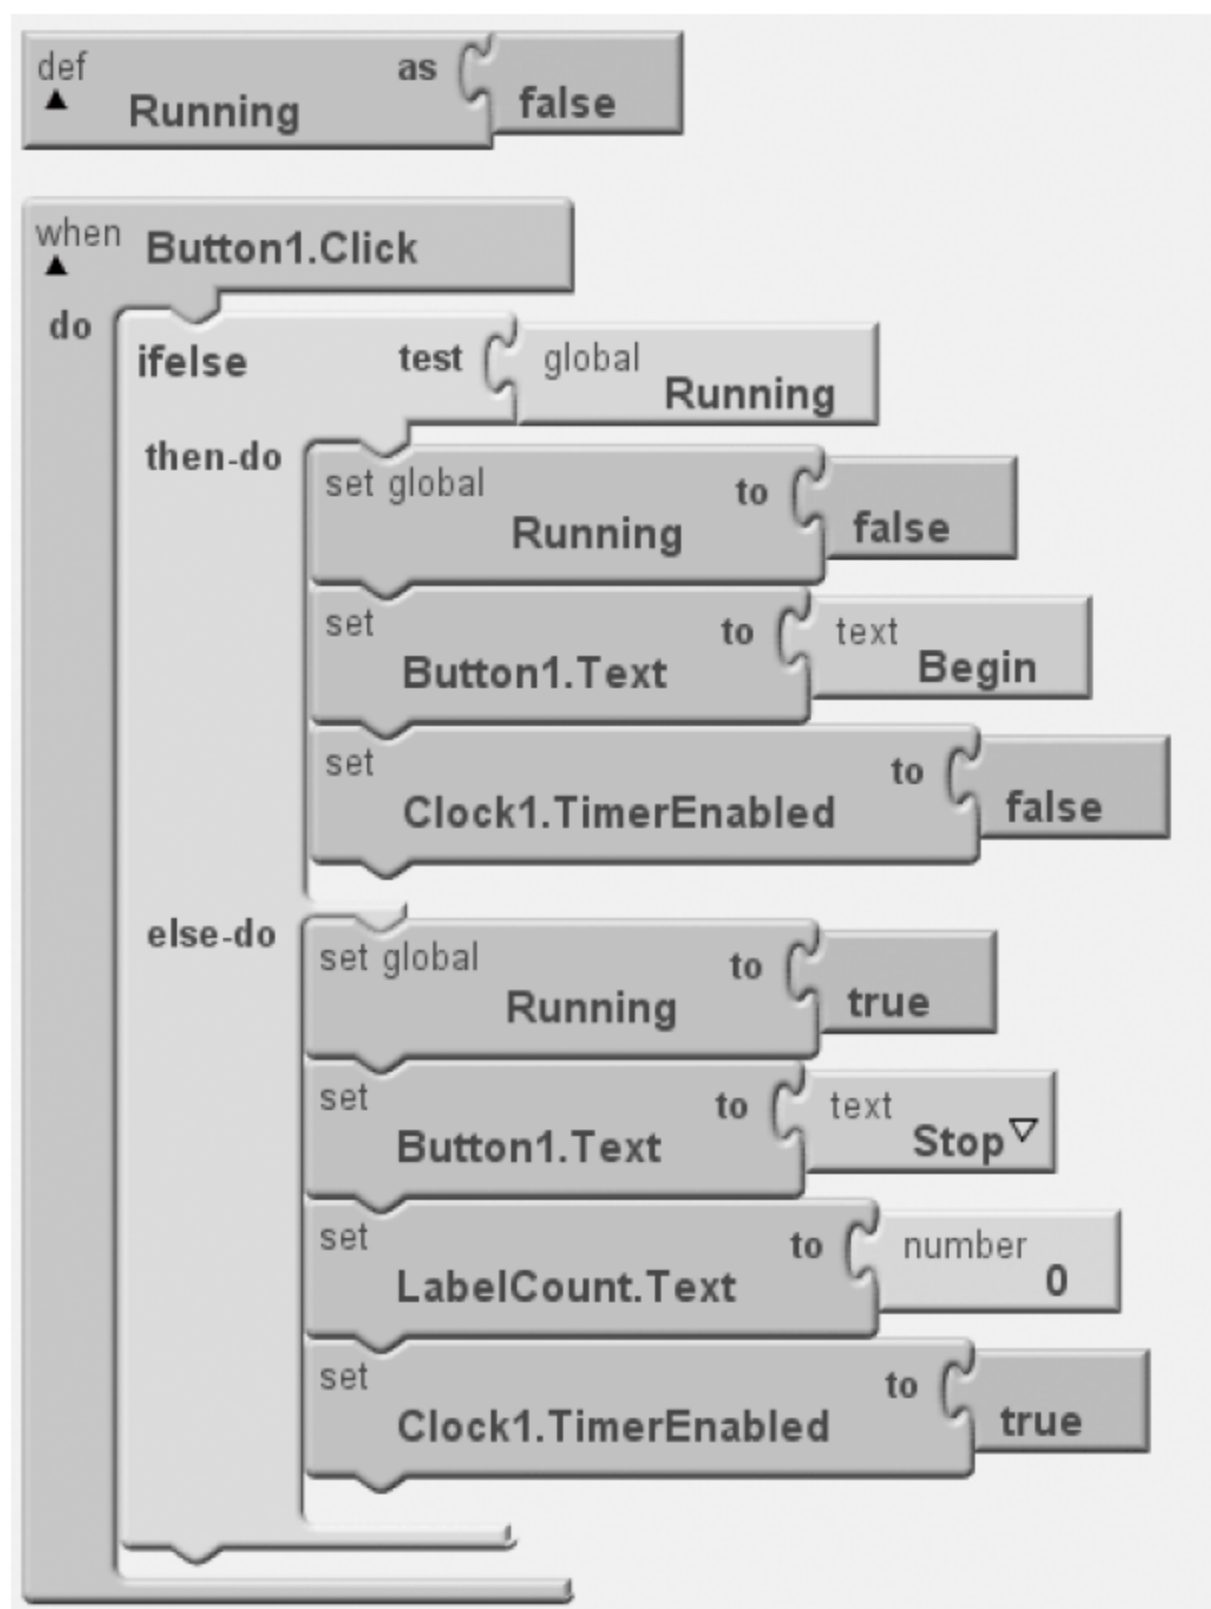 def as
Running false
when Button1.Click
do
ifelse test global
Running
then-do
set global to
Running false
set to text
Button1.Text Begin
set to
Clock1.TimerEnabled false
else-do
set global to
Running true
set to text
Button1.Text Stop
set to number
LabelCount.Text 0
set to
Clock1.TimerEnabled true